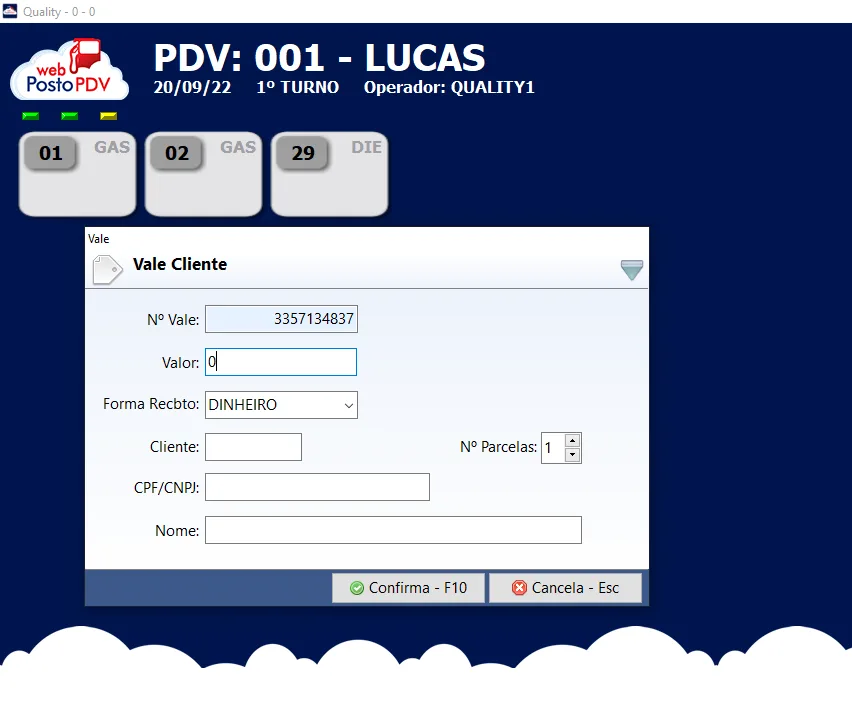 Quality - 0 - 0
web
PostoPDV
PDV: 001 - LUCAS
20/09/22 1º TURNO Operador: QUALITY1
01 GAS 02 GAS 29 DIE
Vale
Vale Cliente
Nº Vale: 3357134837
Valor: 0
Forma Recbto: DINHEIRO
Cliente: Nº Parcelas: 1
CPF/CNPJ:
Nome:
Confirma - F10 Cancela - Esc